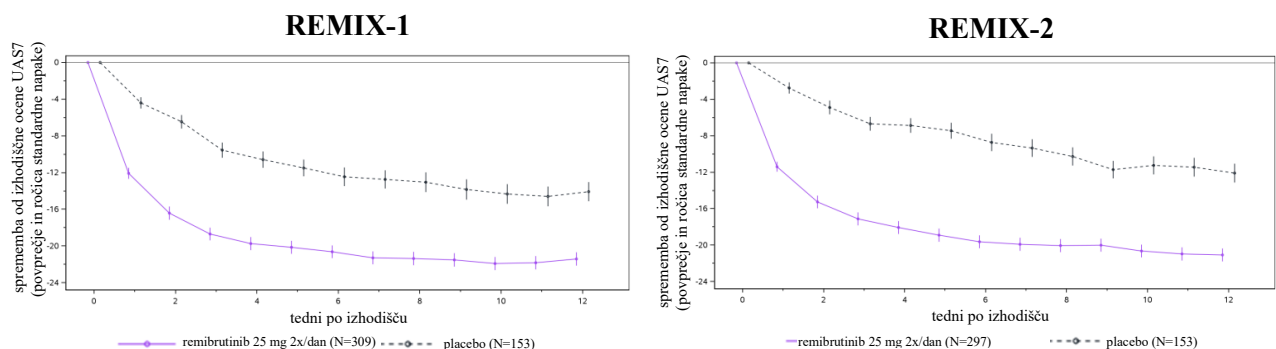 REMIX-1
sprememba od izhodiščne ocene UAS7
(povprečje in ročica standardne napake)
0
-4
-8
-12
-16
-20
-24
0 2 4 6 8 10 12
tedni po izhodišču
remibrutinib 25 mg 2x/dan (N=309) placebo (N=153)
REMIX-2
sprememba od izhodiščne ocene UAS7
(povprečje in ročica standardne napake)
0
-4
-8
-12
-16
-20
-24
0 2 4 6 8 10 12
tedni po izhodišču
remibrutinib 25 mg 2x/dan (N=297) placebo (N=153)